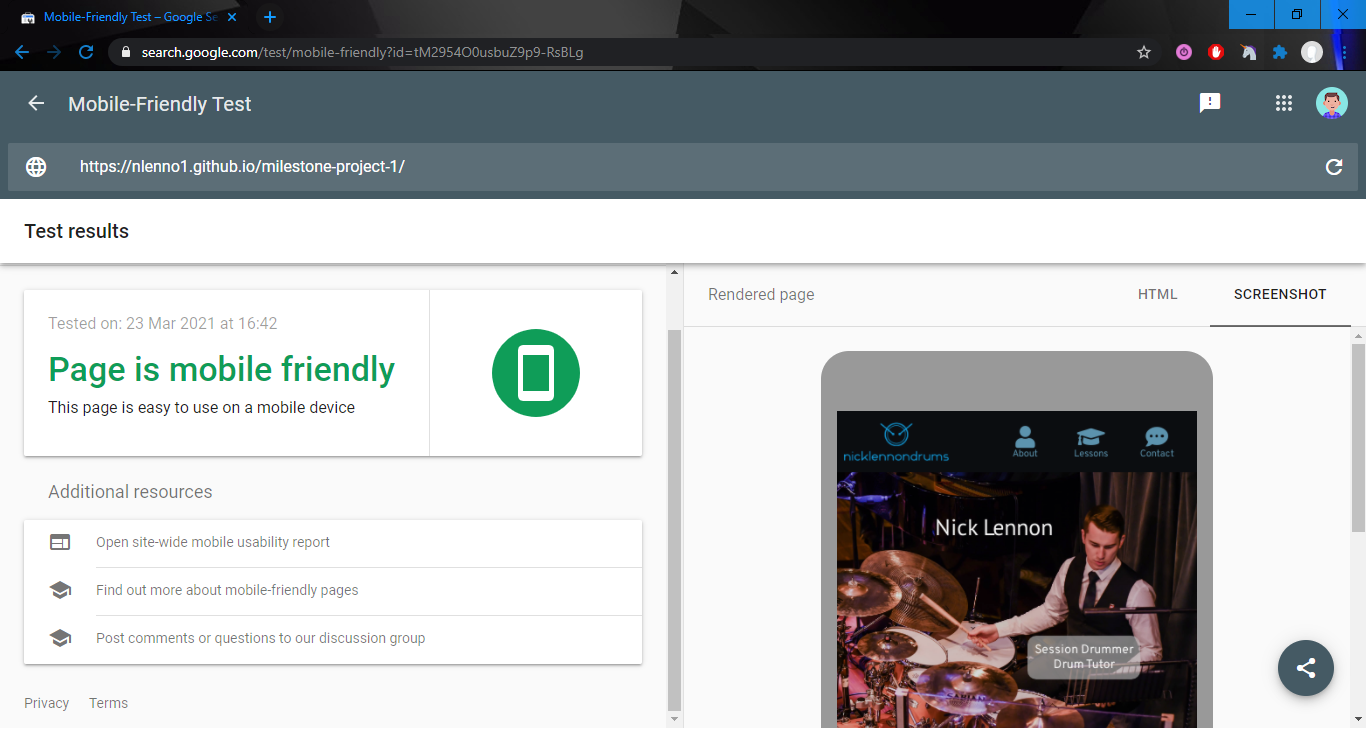 Mobile-Friendly Test – Google Se
search.google.com/test/mobile-friendly?id=tM2954O0usbuZ9p9-RsBLg
Mobile-Friendly Test
https://nlenno1.github.io/milestone-project-1/
Test results
Tested on: 23 Mar 2021 at 16:42
Page is mobile friendly
This page is easy to use on a mobile device
Additional resources
Open site-wide mobile usability report
Find out more about mobile-friendly pages
Post comments or questions to our discussion group
Privacy Terms
Rendered page HTML SCREENSHOT
nicklennondrums About Lessons Contact
Nick Lennon
Session Drummer
Drum Tutor
SABIAN